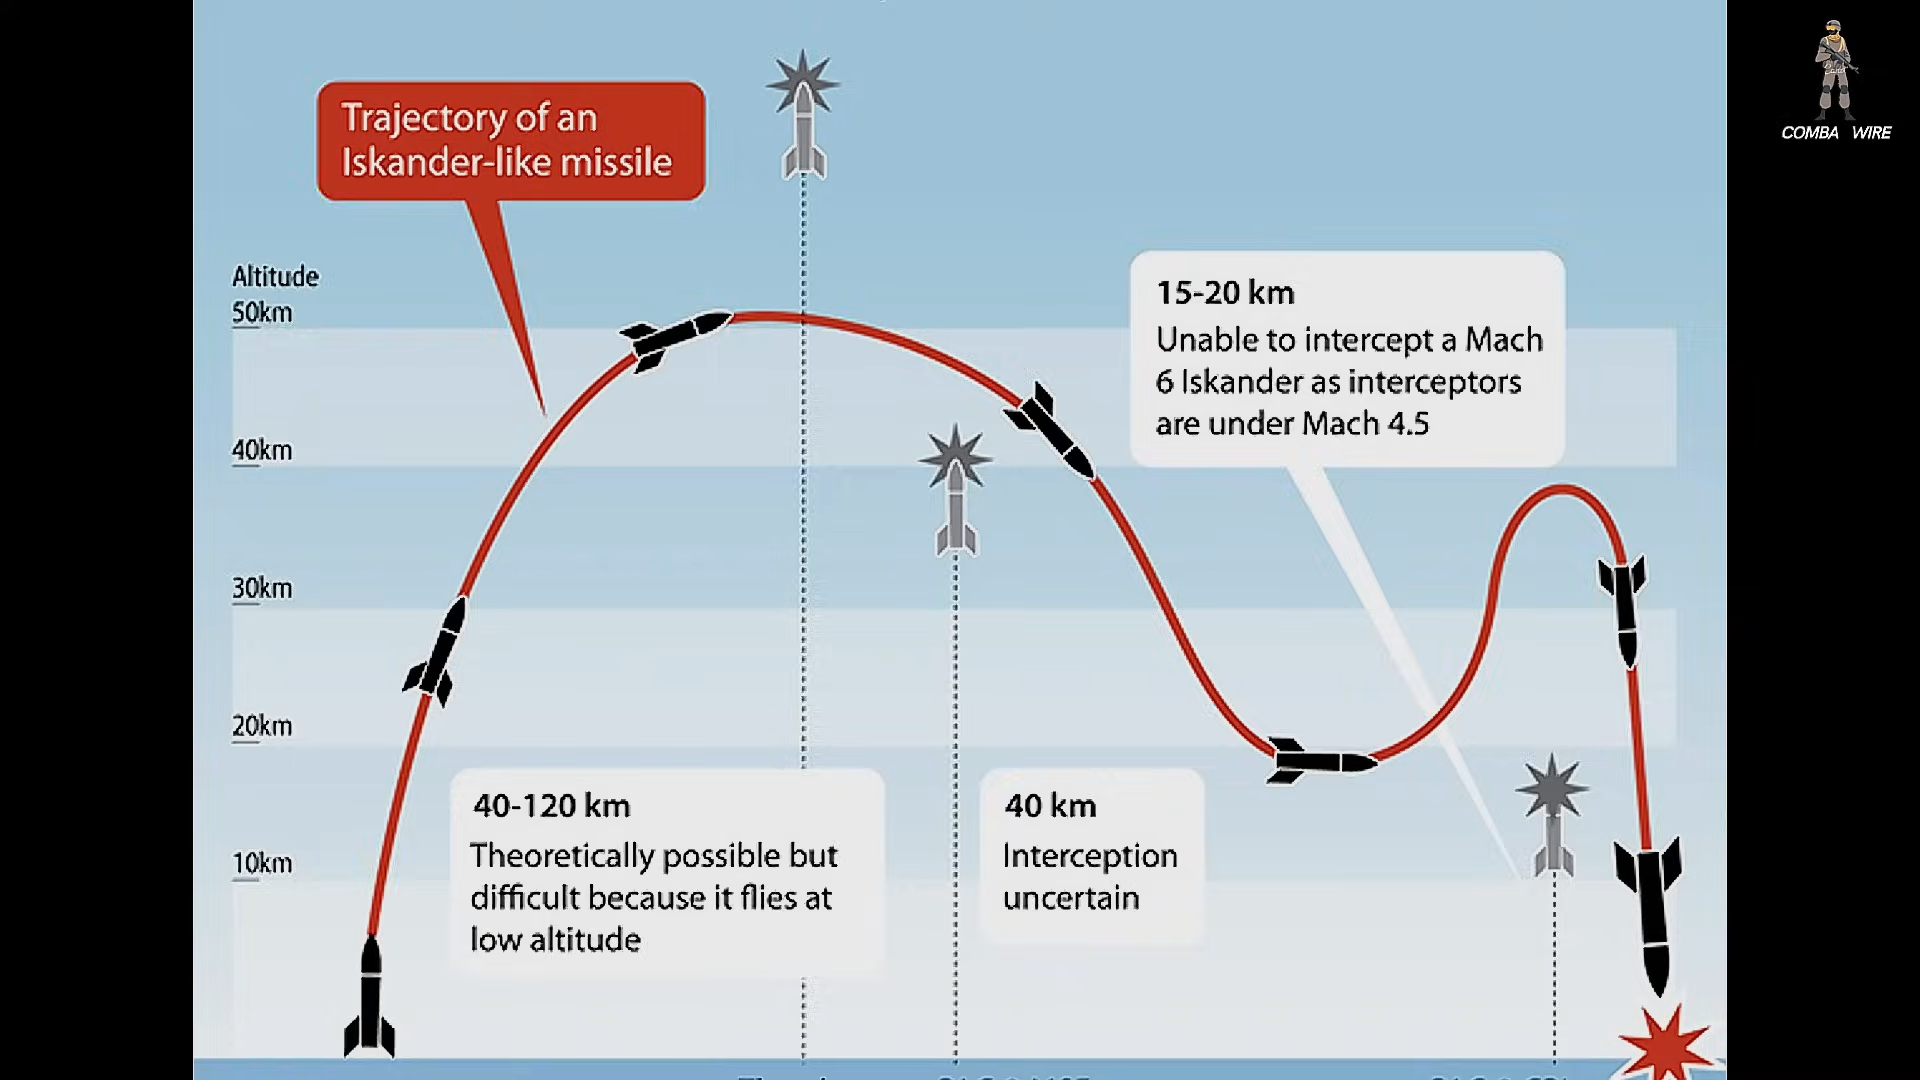 Trajectory of an
Iskander-like missile
COMBA WIRE
Altitude
50km
40km
30km
20km
10km
15-20 km
Unable to intercept a Mach
6 Iskander as interceptors
are under Mach 4.5
40-120 km
Theoretically possible but
difficult because it flies at
low altitude
40 km
Interception
uncertain